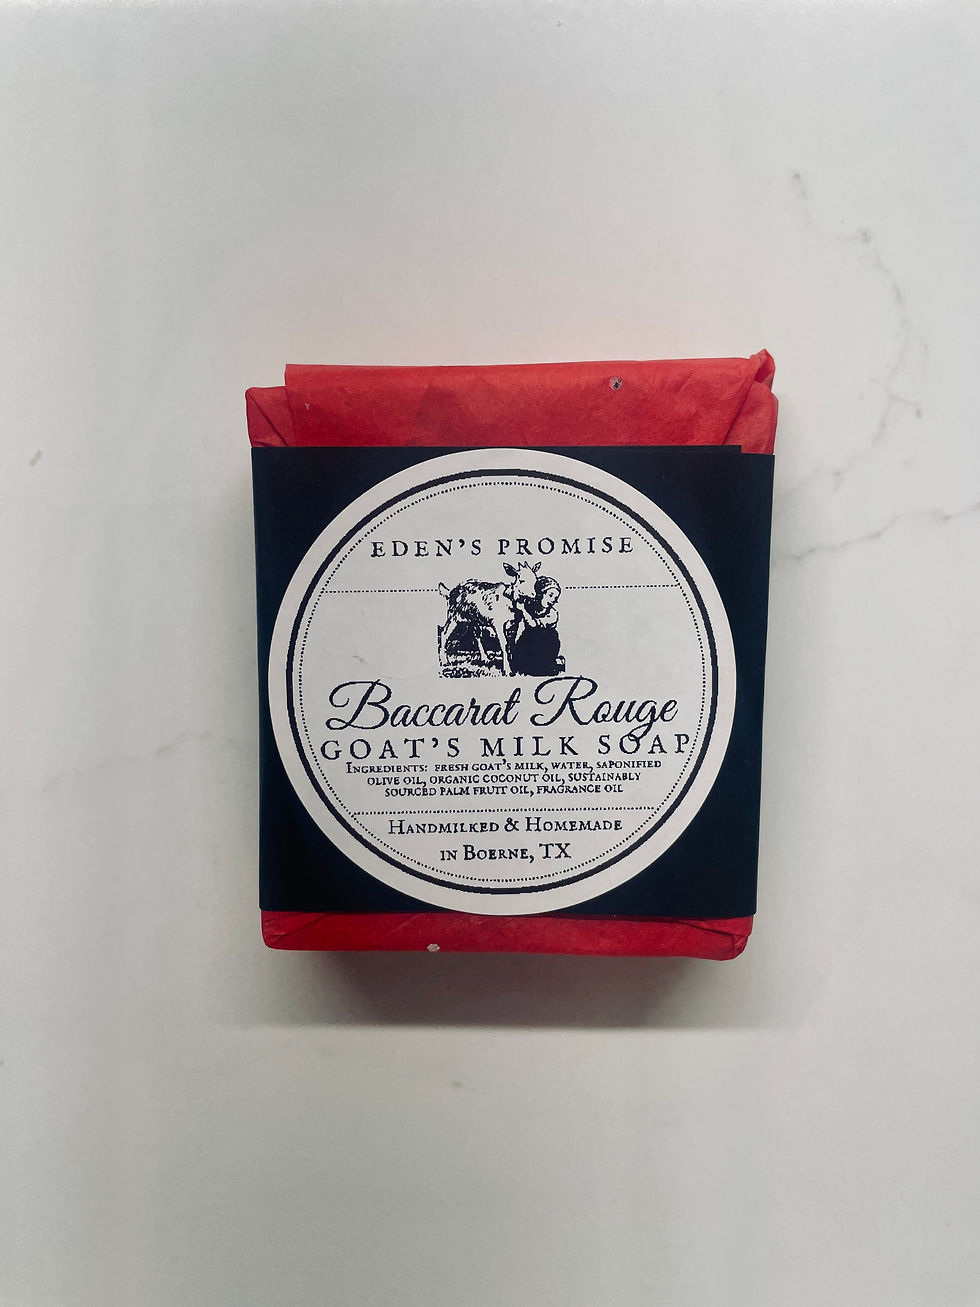 EDEN'S PROMISE
Baccarat Rouge
GOAT'S MILK SOAP
INGREDIENTS: FRESH GOAT'S MILK, WATER, SAPONIFIED
OLIVE OIL, ORGANIC COCONUT OIL, SUSTAINABLY
SOURCED PALM FRUIT OIL, FRAGRANCE OIL
HANDMILKED & HOMEMADE
IN BOERNE, TX